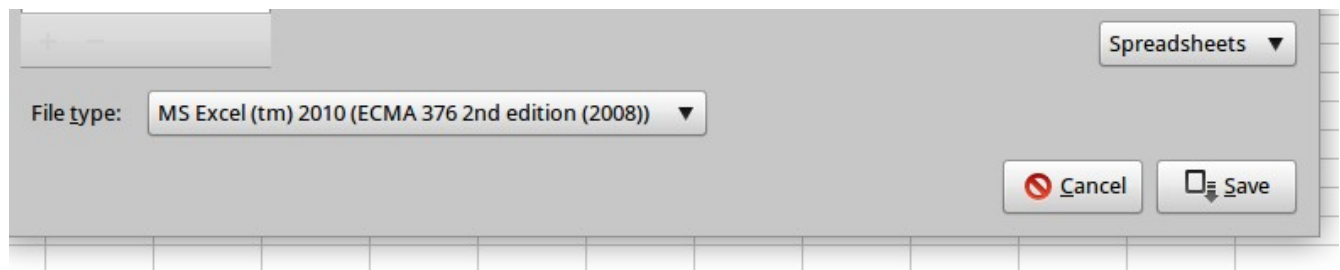 Spreadsheets
File type: MS Excel (tm) 2010 (ECMA 376 2nd edition (2008))
Cancel Save